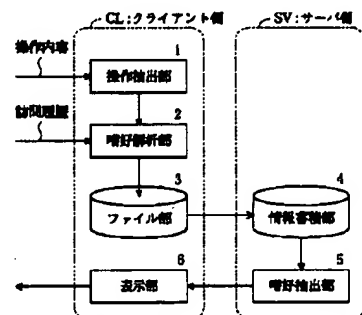 CL:クライアント側
SV:サーバ側
操作内容
1
操作抽出部
訪問履歴
2
嗜好解析部
3
ファイル部
4
情報蓄積部
5
嗜好抽出部
6
表示部